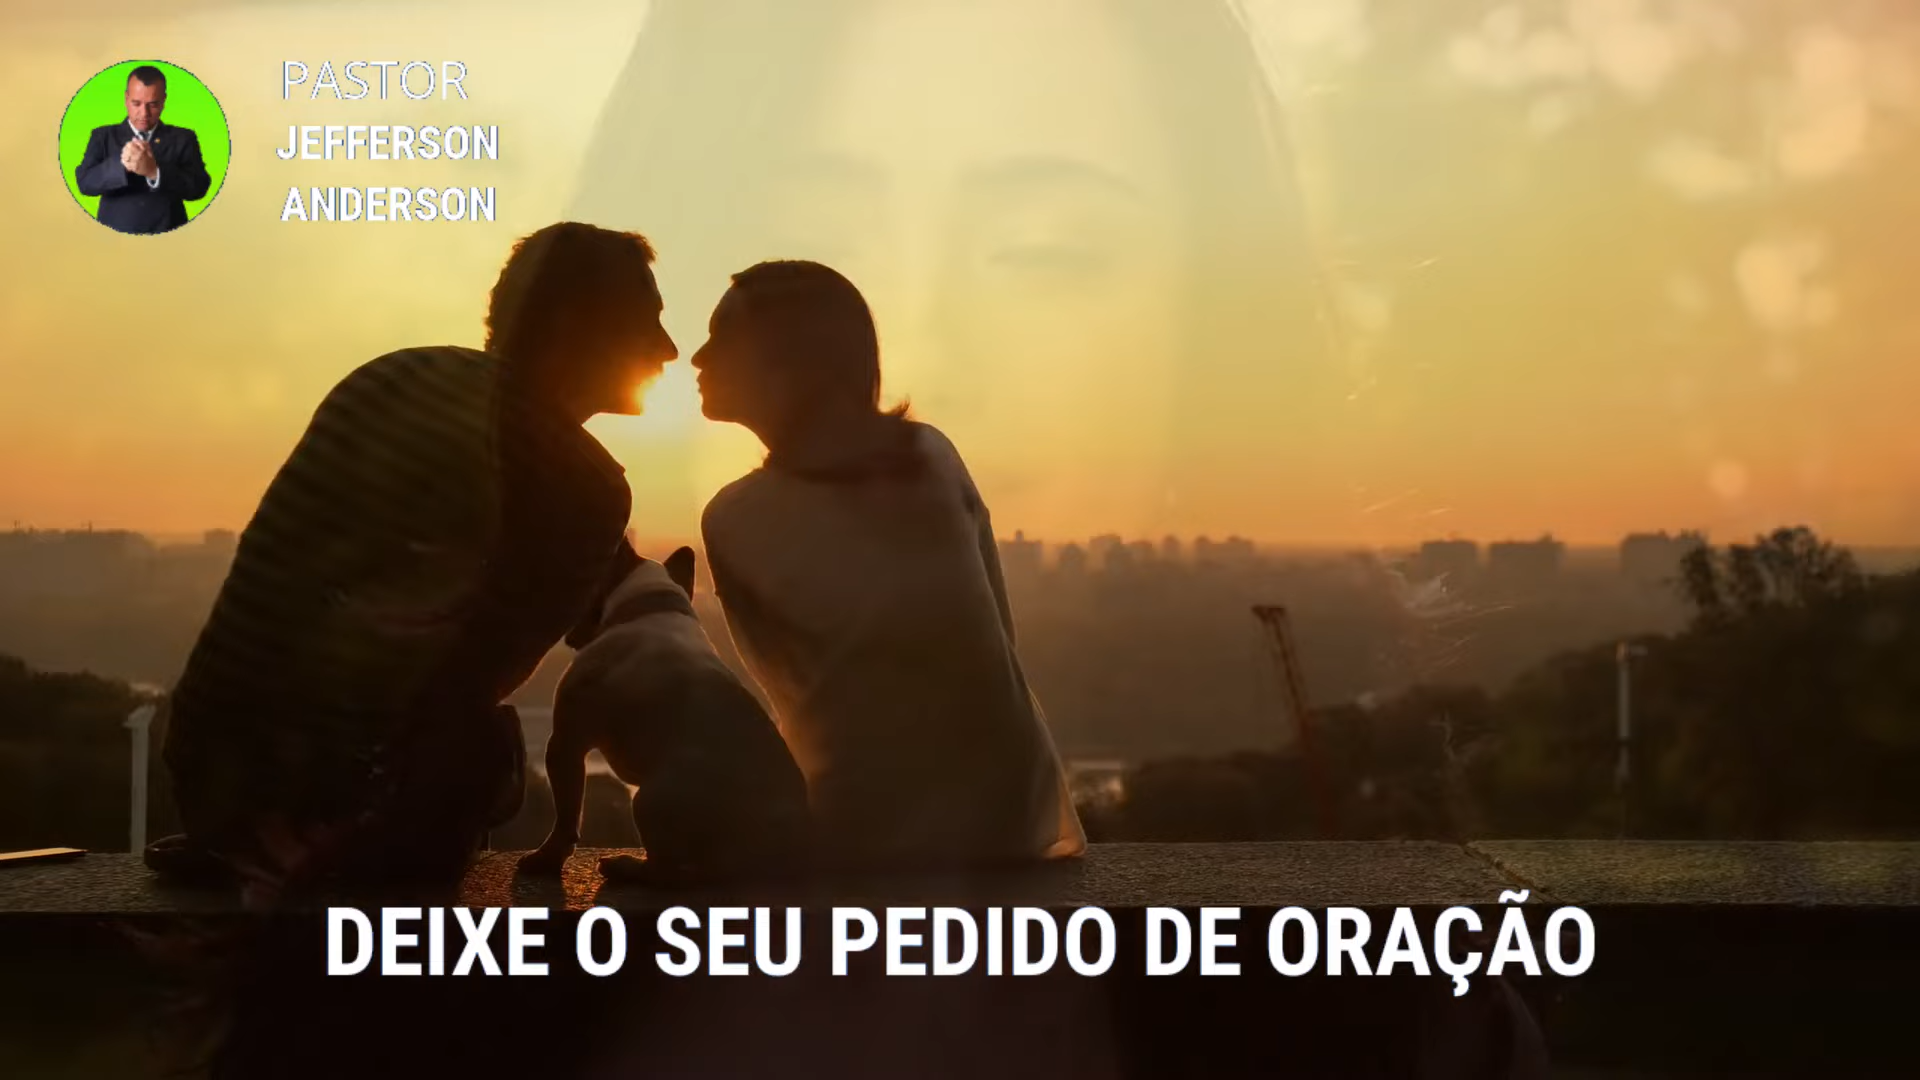 PASTOR
JEFFERSON
ANDERSON
DEIXE O SEU PEDIDO DE ORAÇÃO